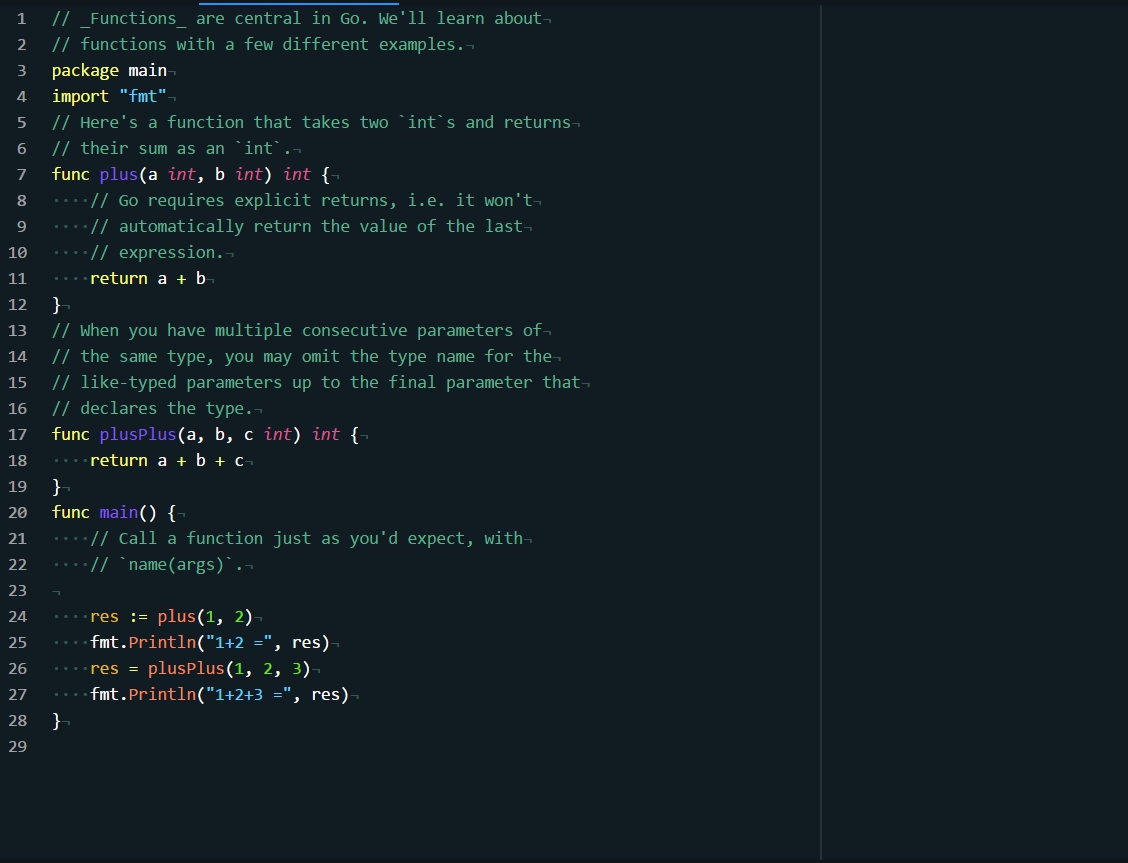 1 // _Functions_ are central in Go. We'll learn about¬
2 // functions with a few different examples.¬
3 package main¬
4 import "fmt"¬
5 // Here's a function that takes two `int`s and returns¬
6 // their sum as an `int`.¬
7 func plus(a int, b int) int {¬
8 ····// Go requires explicit returns, i.e. it won't¬
9 ····// automatically return the value of the last¬
10 ····// expression.¬
11 ····return a + b¬
12 }¬
13 // When you have multiple consecutive parameters of¬
14 // the same type, you may omit the type name for the¬
15 // like-typed parameters up to the final parameter that¬
16 // declares the type.¬
17 func plusPlus(a, b, c int) int {¬
18 ····return a + b + c¬
19 }¬
20 func main() {¬
21 ····// Call a function just as you'd expect, with¬
22 ····// `name(args)`.¬
23 ¬
24 ····res := plus(1, 2)¬
25 ····fmt.Println("1+2 =", res)¬
26 ····res = plusPlus(1, 2, 3)¬
27 ····fmt.Println("1+2+3 =", res)¬
28 }¬
29